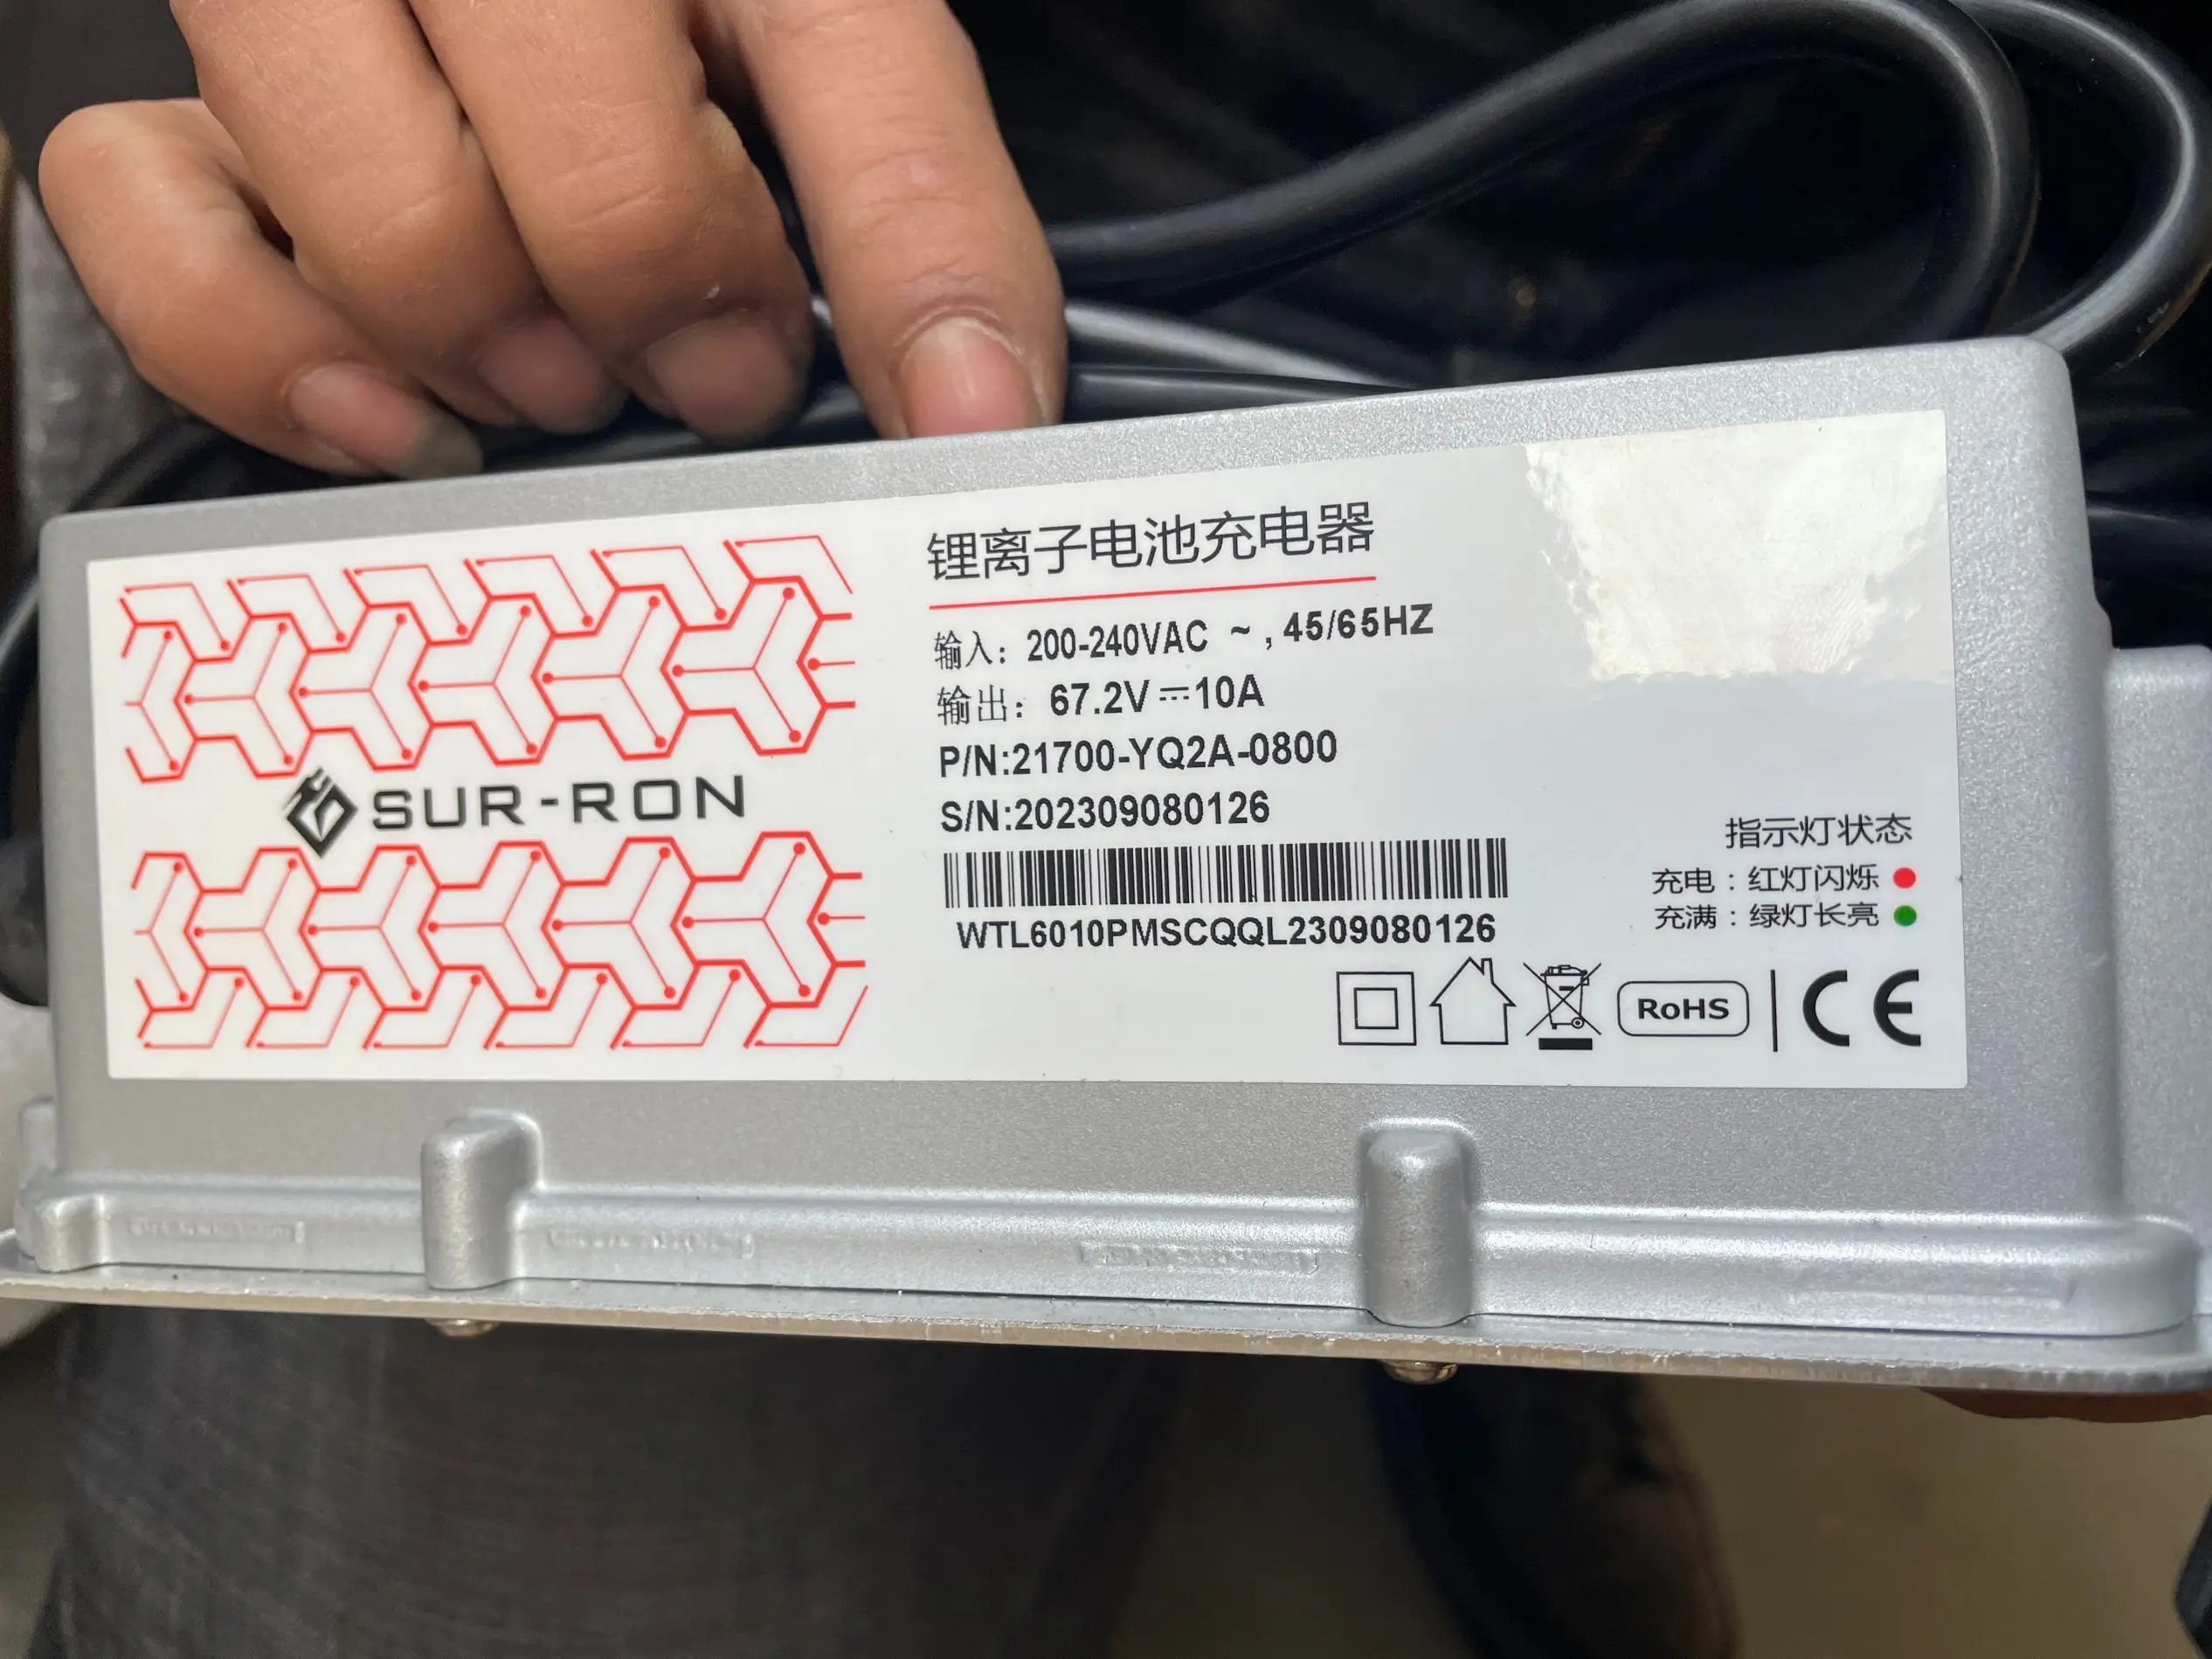 SUR-RON
锂离子电池充电器
输入: 200-240VAC ~ , 45/65HZ
输出: 67.2V⎓10A
P/N:21700-YQ2A-0800
S/N:202309080126
WTL6010PMSCQQL2309080126
指示灯状态
充电:红灯闪烁
充满:绿灯长亮
RoHS
CE